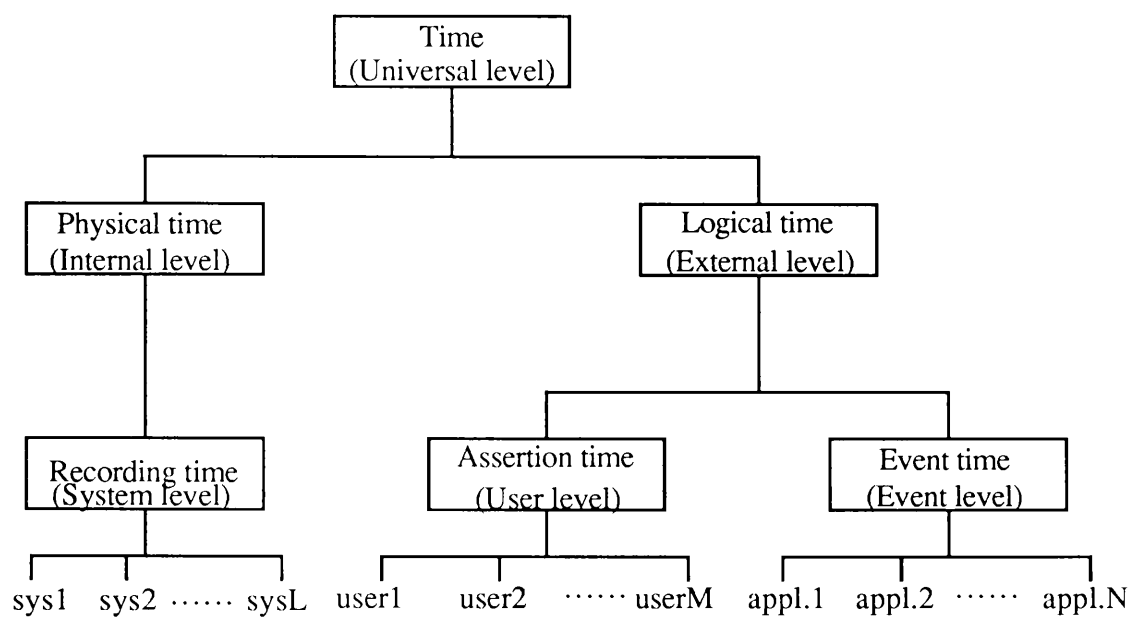 Time
(Universal level)
Physical time
(Internal level)
Logical time
(External level)
Recording time
(System level)
Assertion time
(User level)
Event time
(Event level)
sys1 sys2 ······ sysL user1 user2 ······ userM appl.1 appl.2 ······ appl.N